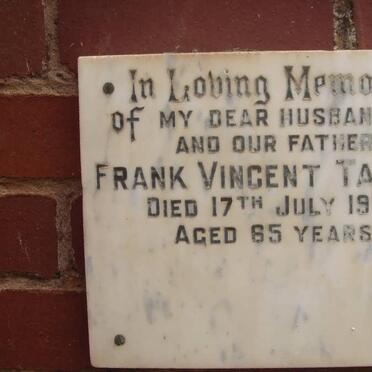 In Loving Memo
of MY DEAR HUSBAN
AND OUR FATHER
FRANK VINCENT TA
DIED 17TH JULY 19
AGED 65 YEARS